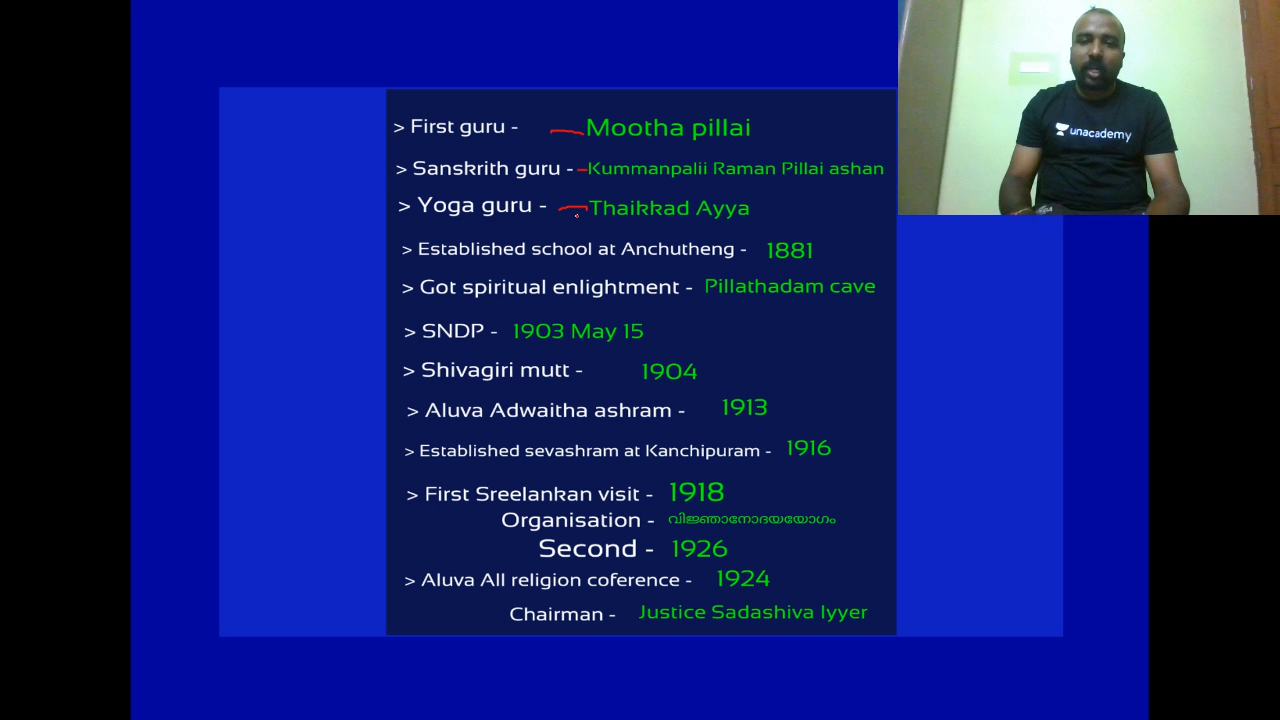 > First guru - Mootha pillai
> Sanskrith guru - Kummanpalii Raman Pillai ashan
> Yoga guru - Thaikkad Ayya
> Established school at Anchutheng - 1881
> Got spiritual enlightment - Pillathadam cave
> SNDP - 1903 May 15
> Shivagiri mutt - 1904
> Aluva Adwaitha ashram - 1913
> Established sevashram at Kanchipuram - 1916
> First Sreelankan visit - 1918
Organisation - വിജ്ഞാനോദയയോഗം
Second - 1926
> Aluva All religion coference - 1924
Chairman - Justice Sadashiva Iyyer
unacademy